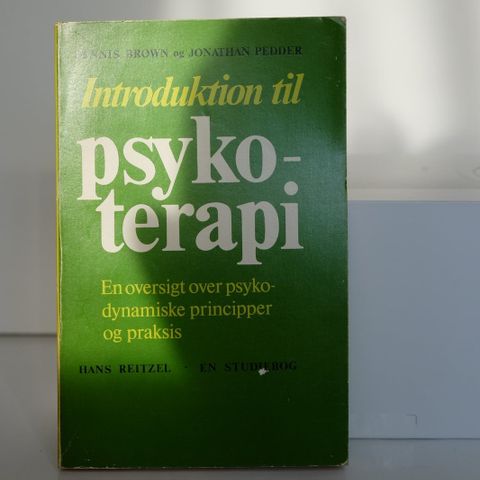 DENNIS BROWN og JONATHAN PEDDER
Introduktion til
psyko-
terapi
En oversigt over psyko-
dynamiske principper
og praksis
HANS REITZEL · EN STUDIEBOG